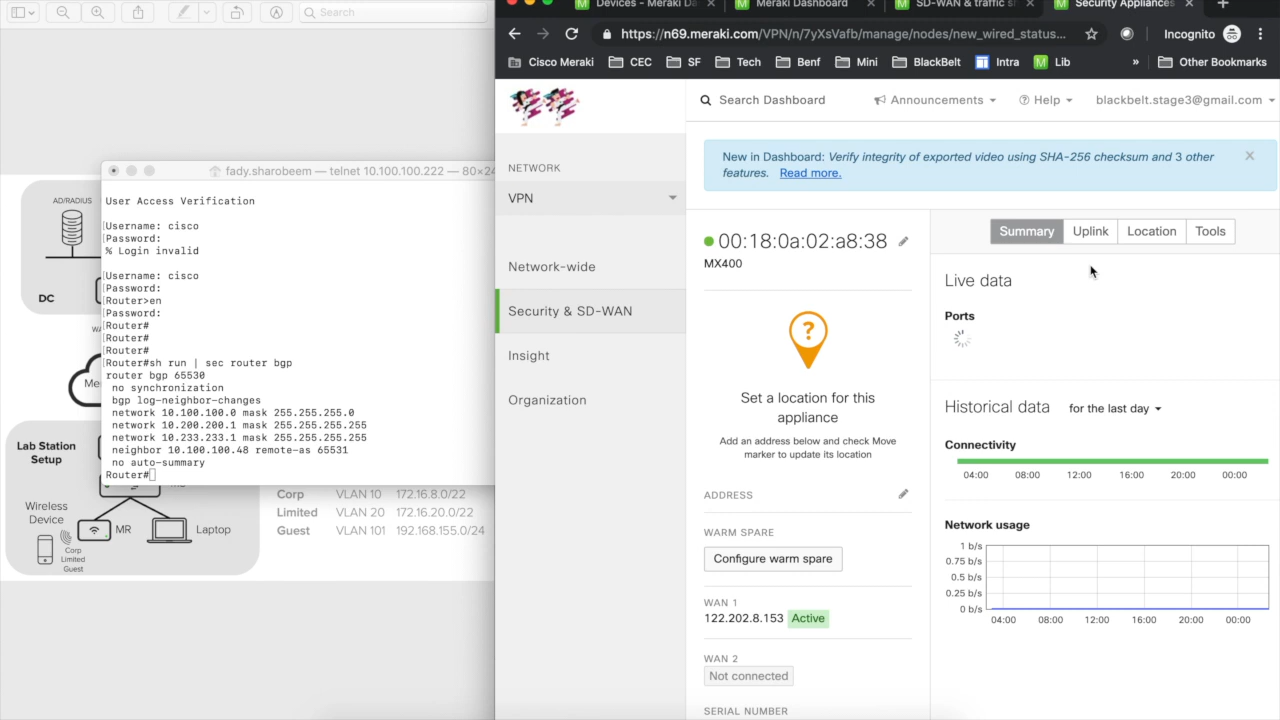 Search
AD/RADIUS
DC
Lab Station
Setup
Wireless
Device
Corp
Limited
Guest
MR
Laptop
Corp VLAN 10 172.16.8.0/22
Limited VLAN 20 172.16.20.0/22
Guest VLAN 101 192.168.155.0/24
fady.sharobeem — telnet 10.100.100.222 — 80×24
User Access Verification
Username: cisco
Password:
% Login invalid
Username: cisco
Password:
Router>en
Password:
Router#
Router#
Router#
Router#sh run | sec router bgp
router bgp 65530
no synchronization
bgp log-neighbor-changes
network 10.100.100.0 mask 255.255.255.0
network 10.200.200.1 mask 255.255.255.255
network 10.233.233.1 mask 255.255.255.255
neighbor 10.100.100.48 remote-as 65531
no auto-summary
Router#
Devices - Meraki Da
Meraki Dashboard
SD-WAN & traffic s
Security Appliances
https://n69.meraki.com/VPN/n/7yXsVafb/manage/nodes/new_wired_status...
Incognito
Cisco Meraki CEC SF Tech Benf Mini BlackBelt Intra Lib » Other Bookmarks
Search Dashboard
Announcements
Help
blackbelt.stage3@gmail.com
NETWORK
VPN
Network-wide
Security & SD-WAN
Insight
Organization
New in Dashboard: Verify integrity of exported video using SHA-256 checksum and 3 other
features. Read more.
00:18:0a:02:a8:38
MX400
?
Set a location for this
appliance
Add an address below and check Move
marker to update its location
ADDRESS
WARM SPARE
Configure warm spare
WAN 1
122.202.8.153 Active
WAN 2
Not connected
SERIAL NUMBER
Summary Uplink Location Tools
Live data
Ports
Historical data for the last day
Connectivity
04:00 08:00 12:00 16:00 20:00 00:00
Network usage
1 b/s
0.75 b/s
0.5 b/s
0.25 b/s
0 b/s
04:00 08:00 12:00 16:00 20:00 00:00